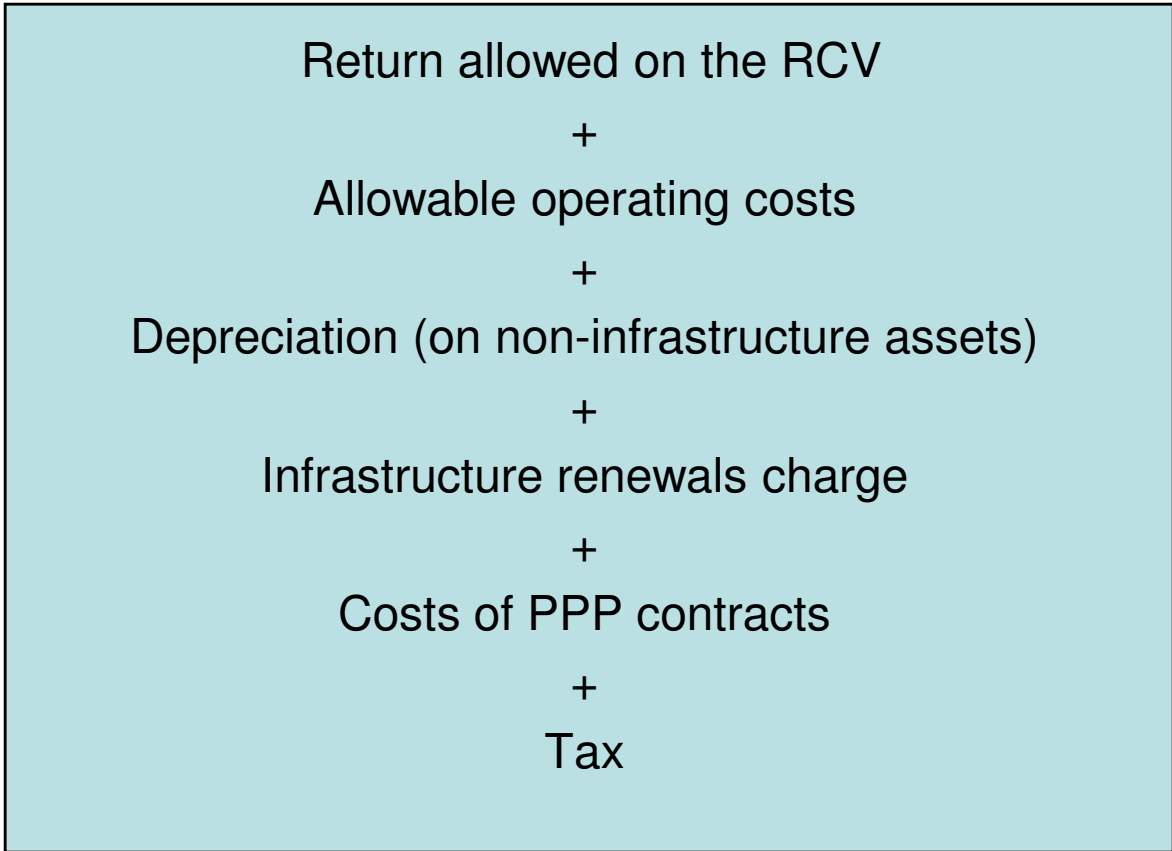 Return allowed on the RCV
+
Allowable operating costs
+
Depreciation (on non-infrastructure assets)
+
Infrastructure renewals charge
+
Costs of PPP contracts
+
Tax